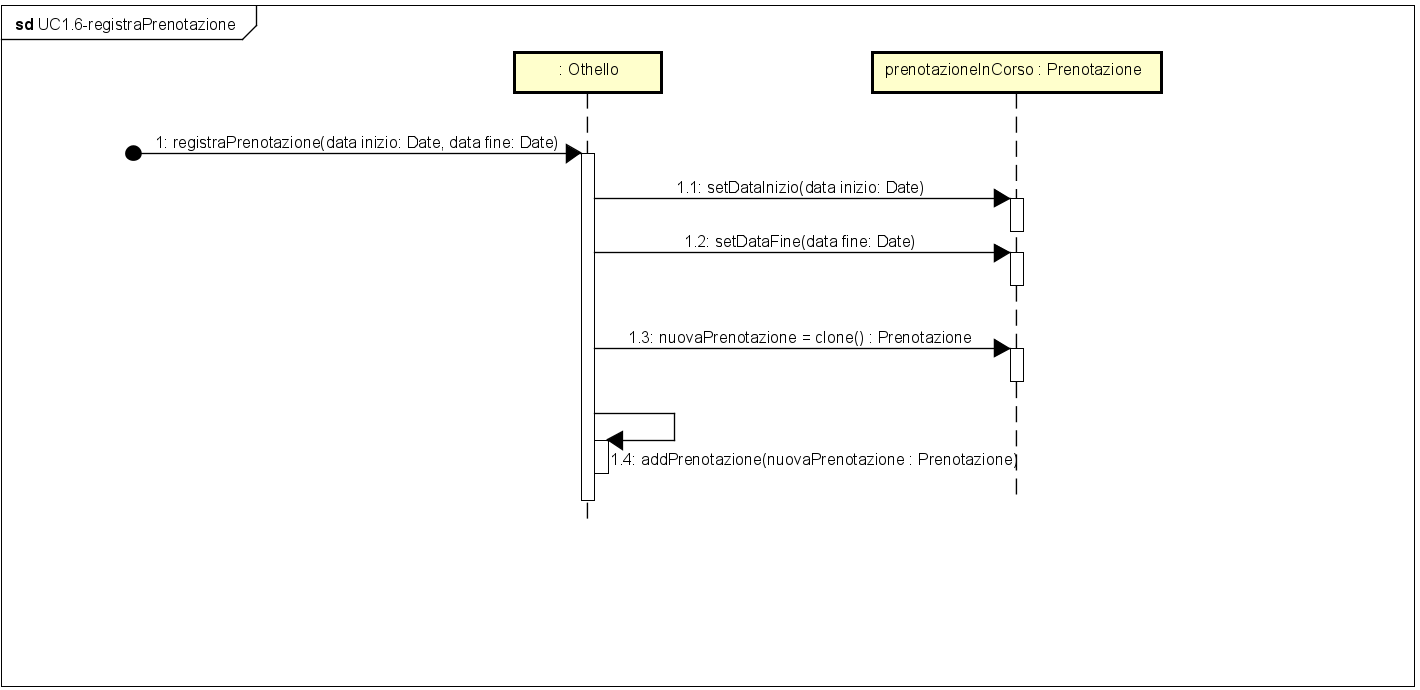 sd UC1.6-registraPrenotazione
: Othello
prenotazioneInCorso : Prenotazione
1: registraPrenotazione(data inizio: Date, data fine: Date)
1.1: setDataInizio(data inizio: Date)
1.2: setDataFine(data fine: Date)
1.3: nuovaPrenotazione = clone() : Prenotazione
1.4: addPrenotazione(nuovaPrenotazione : Prenotazione)